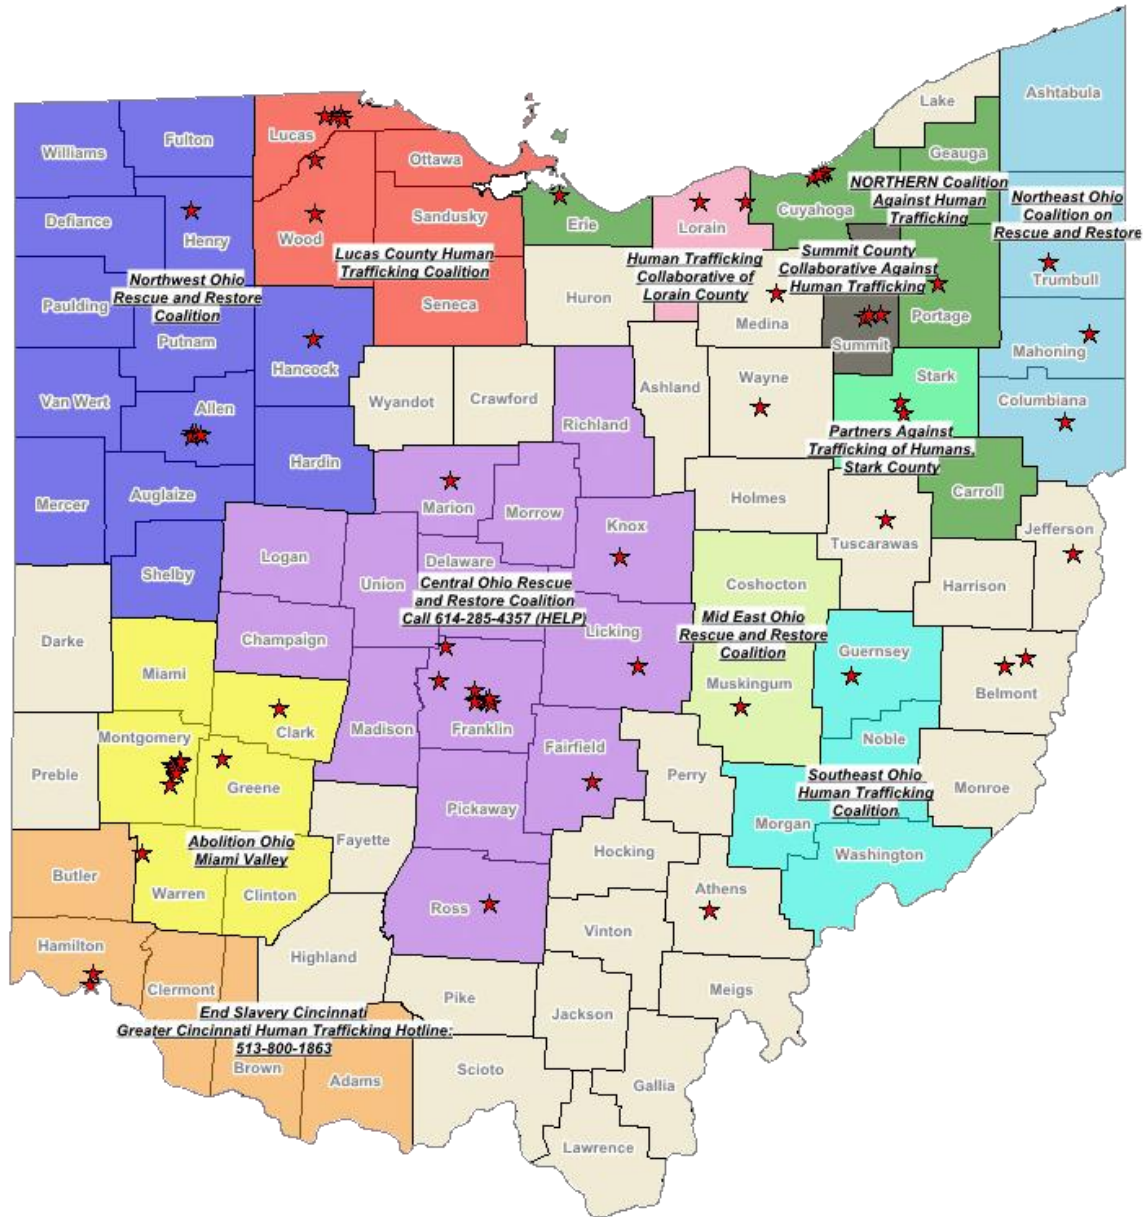 Lake
Ashtabula
Lucas
Fulton
Williams
Ottawa
Geauga
NORTHERN Coalition
Against Human
Trafficking
Northeast Ohio
Coalition on
Rescue and Restore
Defiance
Henry
Wood
Sandusky
Erie
Lorain
Cuyahoga
Lucas County Human
Trafficking Coalition
Human Trafficking
Collaborative of
Lorain County
Summit County
Collaborative Against
Human Trafficking
Trumbull
Northwest Ohio
Rescue and Restore
Coalition
Paulding
Putnam
Seneca
Huron
Medina
Summit
Portage
Mahoning
Hancock
Van Wert
Allen
Wyandot
Crawford
Richland
Ashland
Wayne
Stark
Columbiana
Partners Against
Trafficking of Humans,
Stark County
Mercer
Auglaize
Hardin
Marion
Morrow
Knox
Holmes
Carroll
Jefferson
Tuscarawas
Shelby
Logan
Union
Delaware
Coshocton
Harrison
Central Ohio Rescue
and Restore Coalition
Call 614-285-4357 (HELP)
Mid East Ohio
Rescue and Restore
Coalition
Darke
Champaign
Licking
Guernsey
Miami
Muskingum
Belmont
Clark
Madison
Franklin
Montgomery
Fairfield
Noble
Preble
Greene
Perry
Monroe
Southeast Ohio
Human Trafficking
Coalition
Pickaway
Morgan
Fayette
Abolition Ohio
Miami Valley
Hocking
Washington
Butler
Warren
Clinton
Ross
Athens
Vinton
Hamilton
Highland
Clermont
Pike
Meigs
Jackson
End Slavery Cincinnati
Greater Cincinnati Human Trafficking Hotline:
513-800-1863
Brown
Adams
Scioto
Gallia
Lawrence